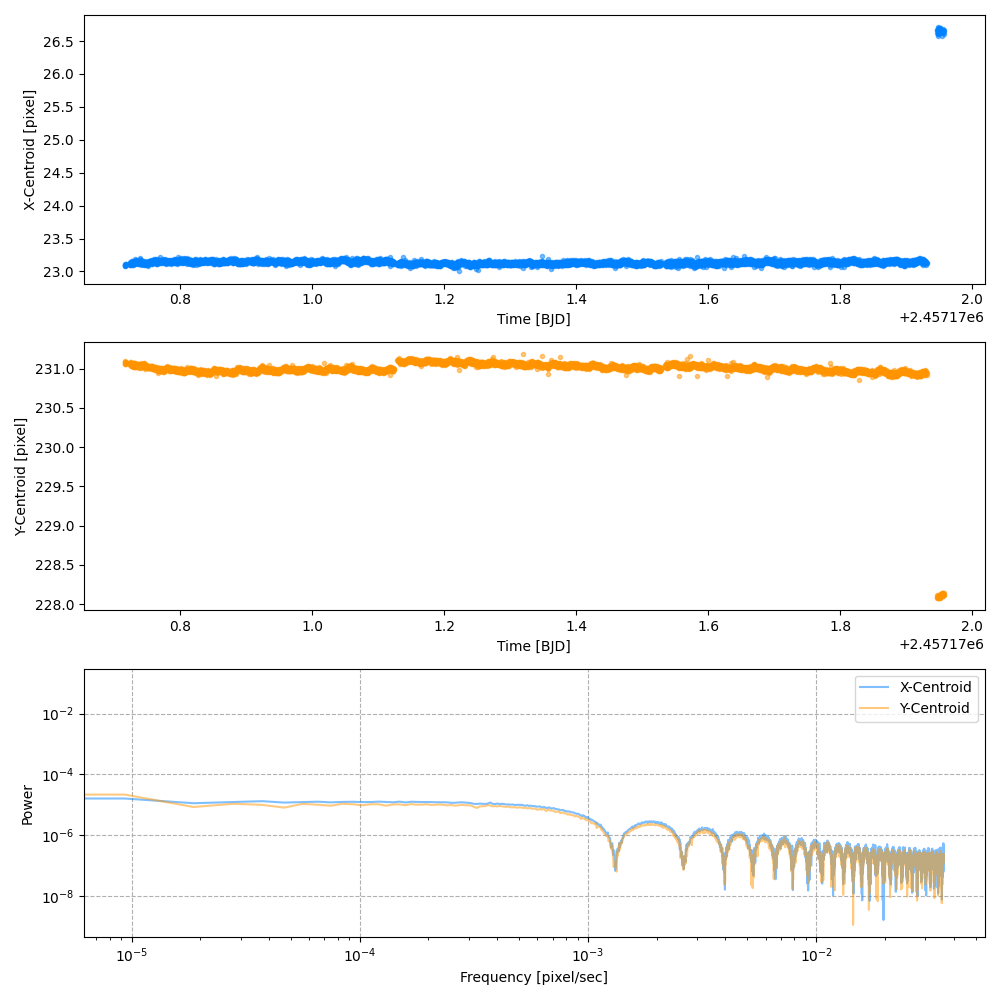 26.5
26.0
25.5
25.0
24.5
24.0
23.5
23.0
X-Centroid [pixel]
0.8 1.0 1.2 1.4 1.6 1.8 2.0
Time [BJD]
+2.45717e6
231.0
230.5
230.0
229.5
229.0
228.5
228.0
Y-Centroid [pixel]
0.8 1.0 1.2 1.4 1.6 1.8 2.0
Time [BJD]
+2.45717e6
X-Centroid
Y-Centroid
10⁻²
10⁻⁴
10⁻⁶
10⁻⁸
Power
10⁻⁵ 10⁻⁴ 10⁻³ 10⁻²
Frequency [pixel/sec]